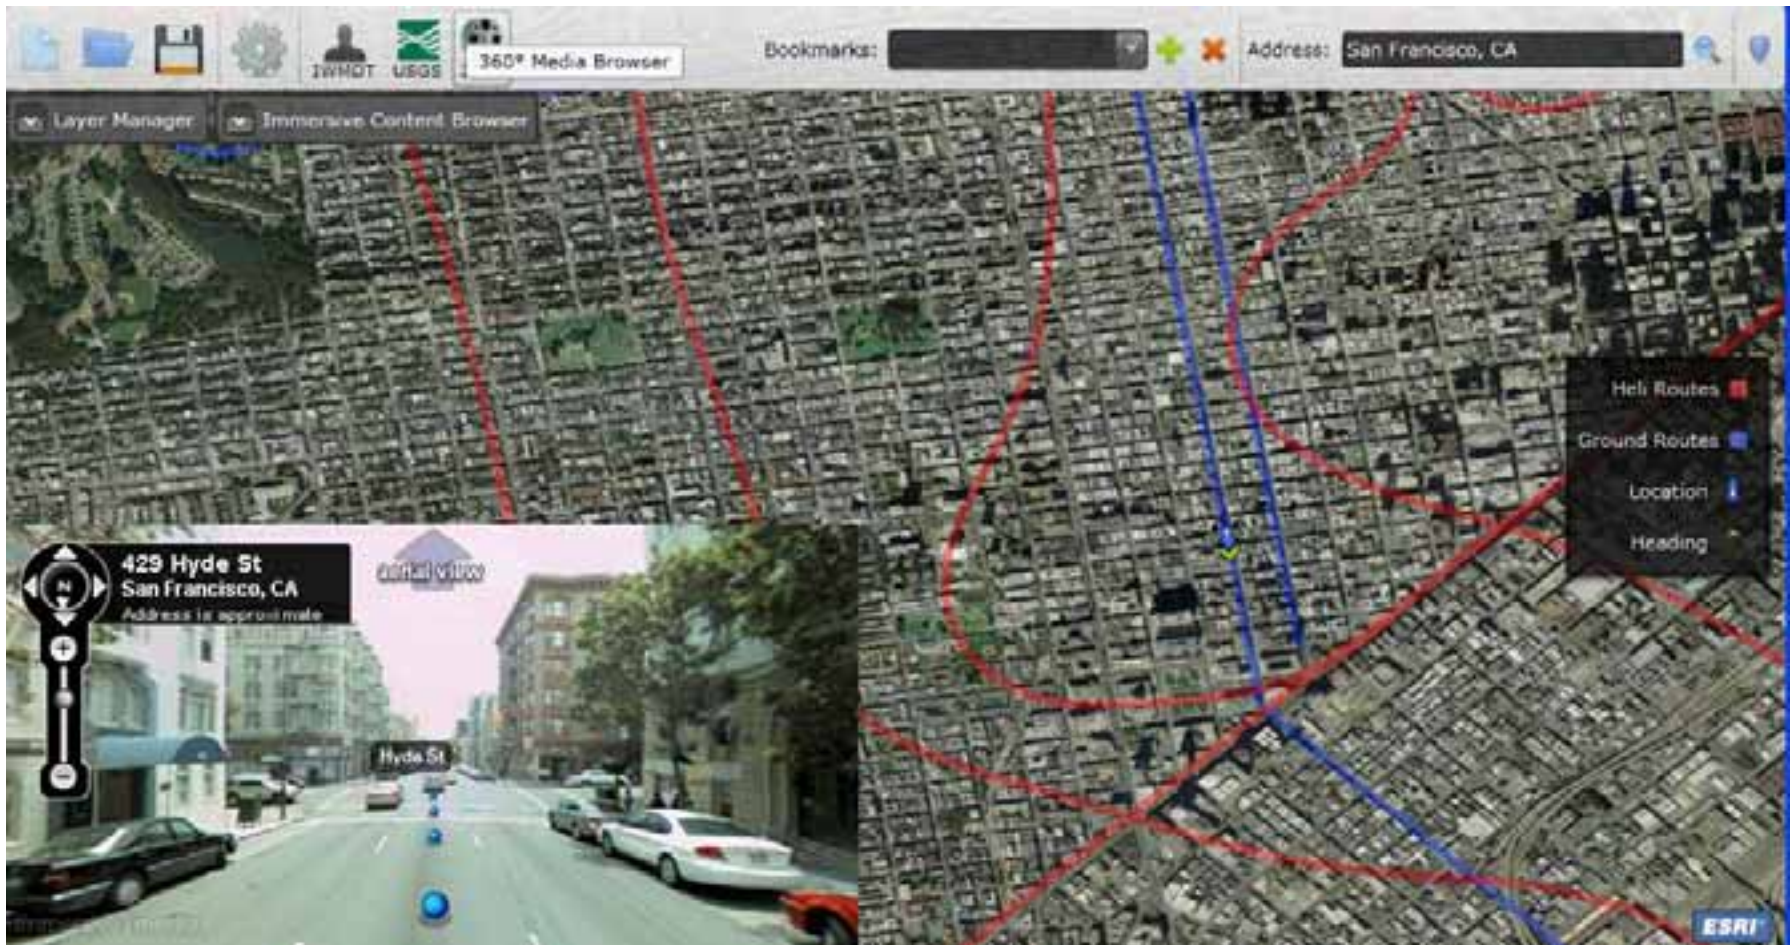 Bookmarks:
Address: San Francisco, CA
IWMDT
USGS
360° Media Browser
Layer Manager
Immersive Content Browser
Heli Routes
Ground Routes
Location
Heading
429 Hyde St
San Francisco, CA
Address is approximate
N
aerial view
Hyde St
ESRI